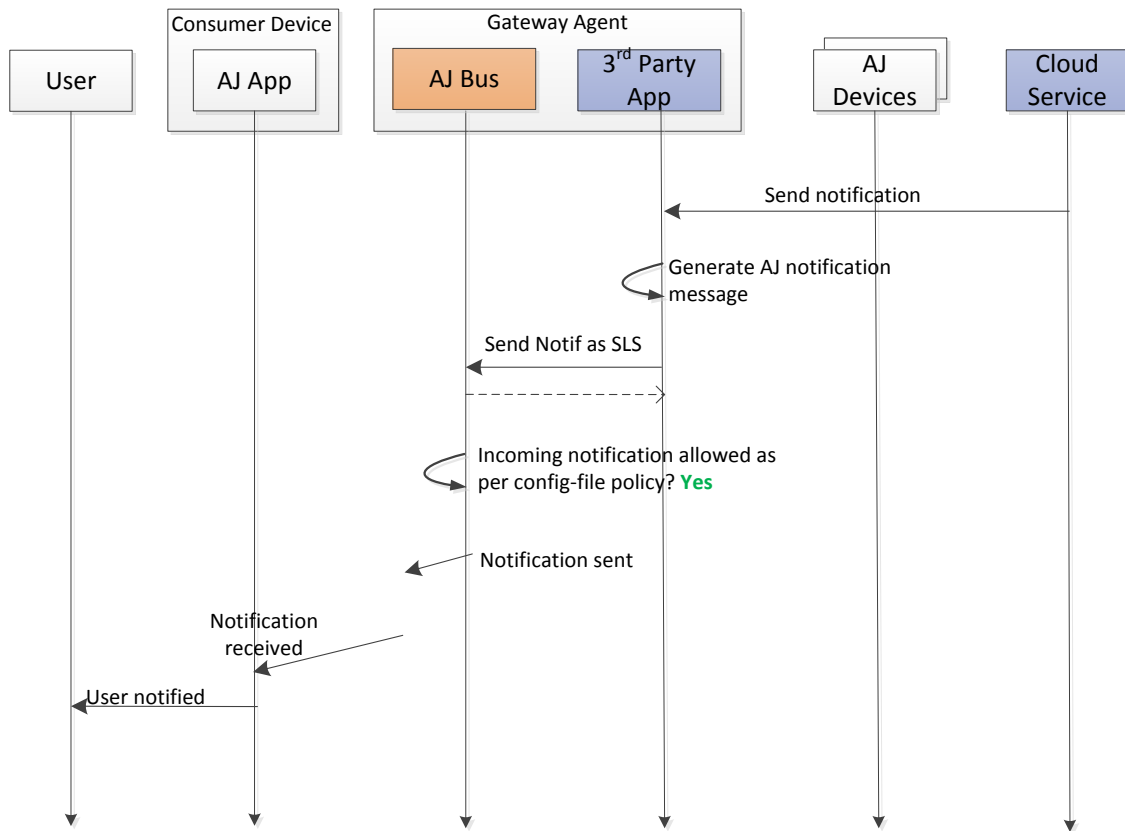 Consumer Device
Gateway Agent
User
AJ App
AJ Bus
3rd Party
App
AJ
Devices
Cloud
Service
Send notification
Generate AJ notification
message
Send Notif as SLS
Incoming notification allowed as
per config-file policy? Yes
Notification sent
Notification
received
User notified